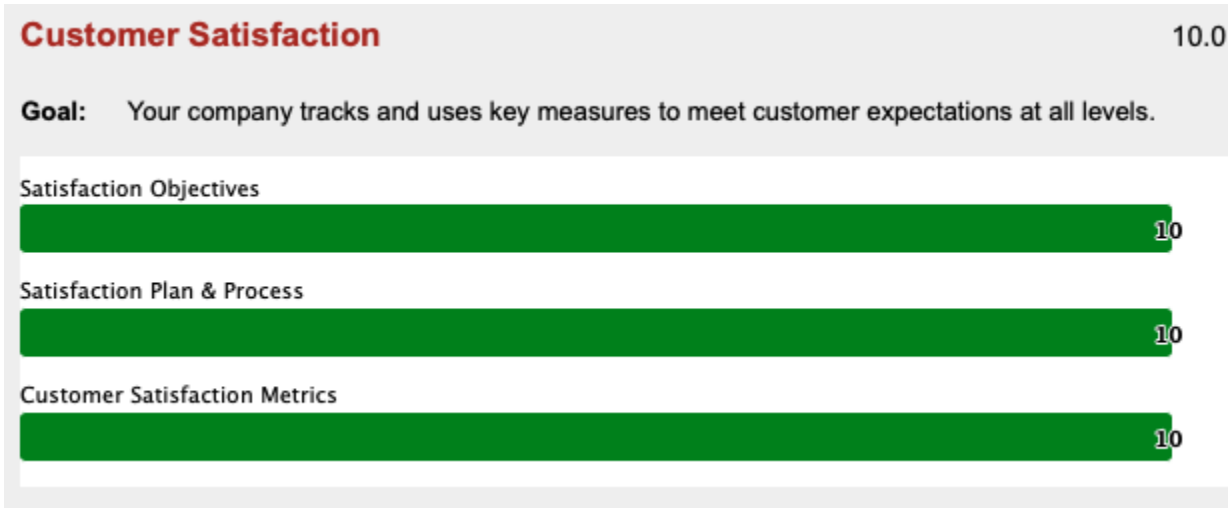 Customer Satisfaction 10.0
Goal: Your company tracks and uses key measures to meet customer expectations at all levels.
Satisfaction Objectives
10
Satisfaction Plan & Process
10
Customer Satisfaction Metrics
10